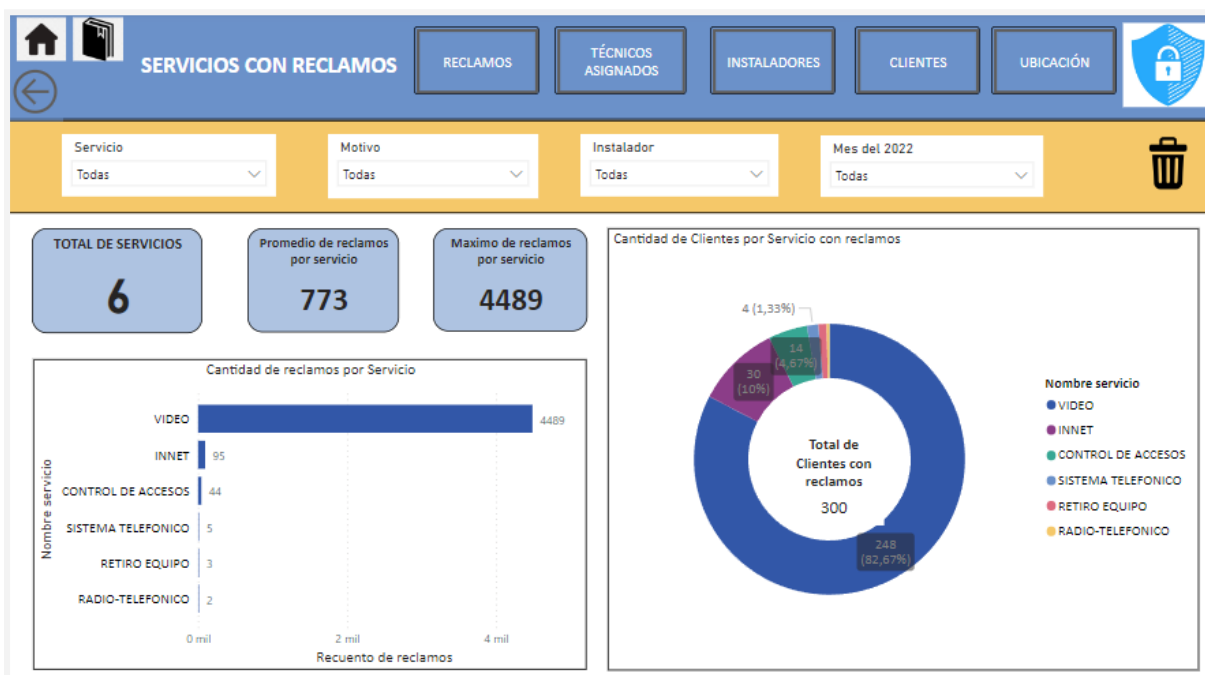 SERVICIOS CON RECLAMOS
RECLAMOS
TÉCNICOS
ASIGNADOS
INSTALADORES
CLIENTES
UBICACIÓN
Servicio
Todas
Motivo
Todas
Instalador
Todas
Mes del 2022
Todas
TOTAL DE SERVICIOS
6
Promedio de reclamos
por servicio
773
Maximo de reclamos
por servicio
4489
Cantidad de reclamos por Servicio
Nombre servicio
VIDEO
4489
INNET
95
CONTROL DE ACCESOS
44
SISTEMA TELEFONICO
5
RETIRO EQUIPO
3
RADIO-TELEFONICO
2
0 mil
2 mil
4 mil
Recuento de reclamos
Cantidad de Clientes por Servicio con reclamos
4 (1,33%)
14
(4,67%)
30
(10%)
Total de
Clientes con
reclamos
300
248
(82,67%)
Nombre servicio
VIDEO
INNET
CONTROL DE ACCESOS
SISTEMA TELEFONICO
RETIRO EQUIPO
RADIO-TELEFONICO